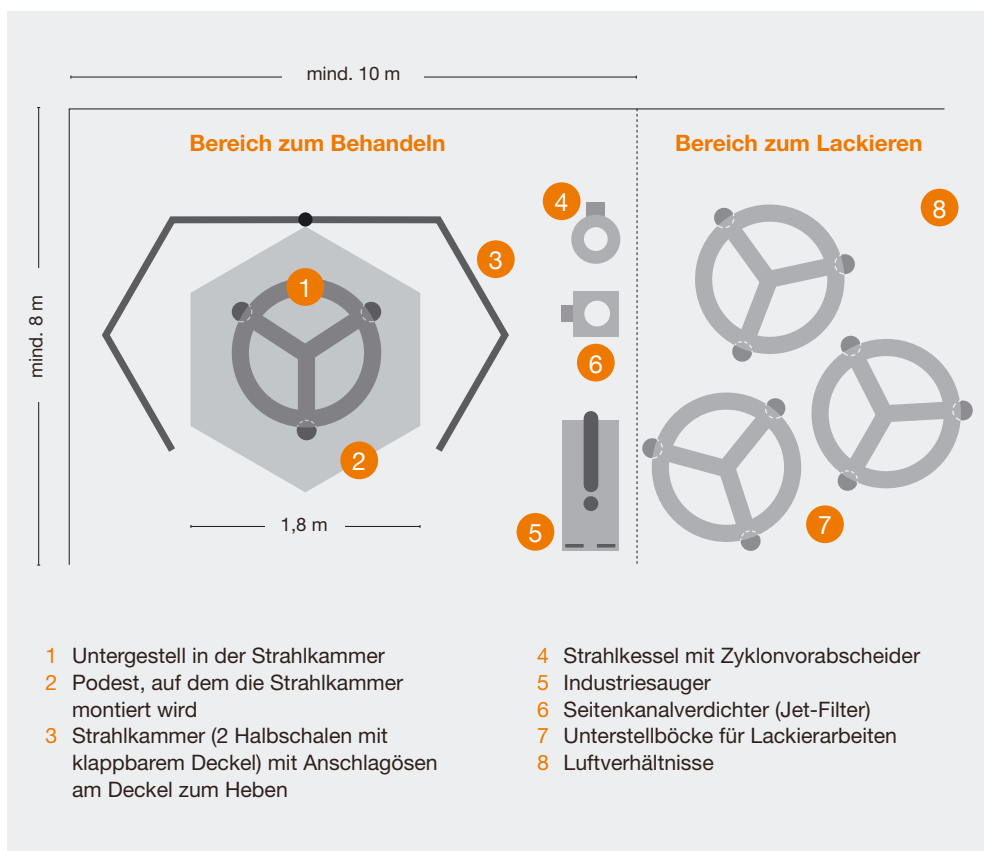 mind. 10 m
mind. 8 m
Bereich zum Behandeln
Bereich zum Lackieren
4
8
3
1
6
2
1,8 m
5
7
1 Untergestell in der Strahlkammer
2 Podest, auf dem die Strahlkammer
montiert wird
3 Strahlkammer (2 Halbschalen mit
klappbarem Deckel) mit Anschlagösen
am Deckel zum Heben
4 Strahlkessel mit Zyklonvorabscheider
5 Industriesauger
6 Seitenkanalverdichter (Jet-Filter)
7 Unterstellböcke für Lackierarbeiten
8 Luftverhältnisse